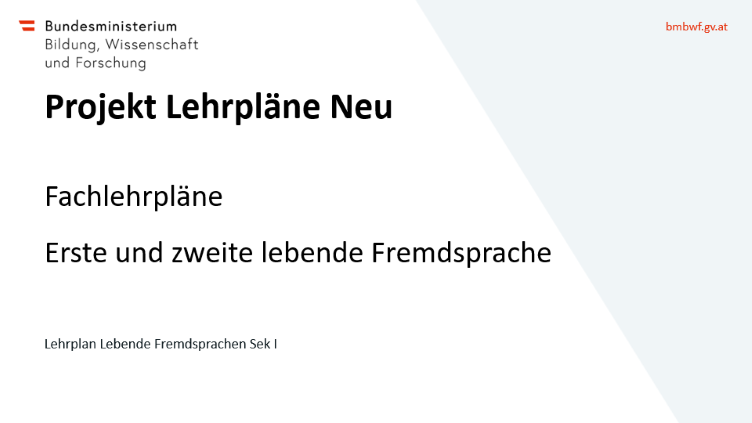 Bundesministerium
Bildung, Wissenschaft
und Forschung
bmbwf.gv.at
Projekt Lehrpläne Neu
Fachlehrpläne
Erste und zweite lebende Fremdsprache
Lehrplan Lebende Fremdsprachen Sek I